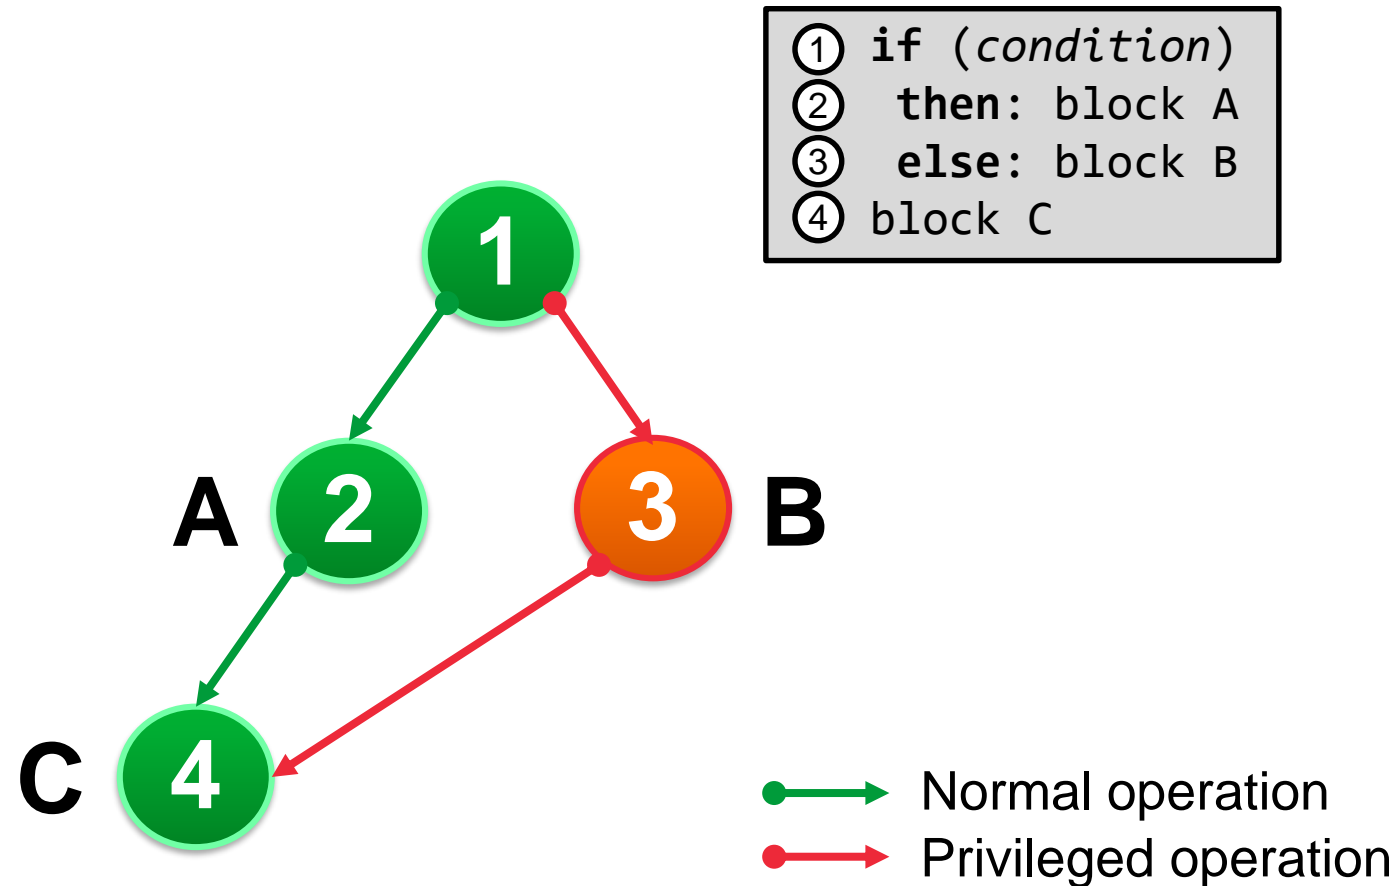 ① if (condition)
② then: block A
③ else: block B
④ block C
1
A 2
3 B
C 4
Normal operation
Privileged operation